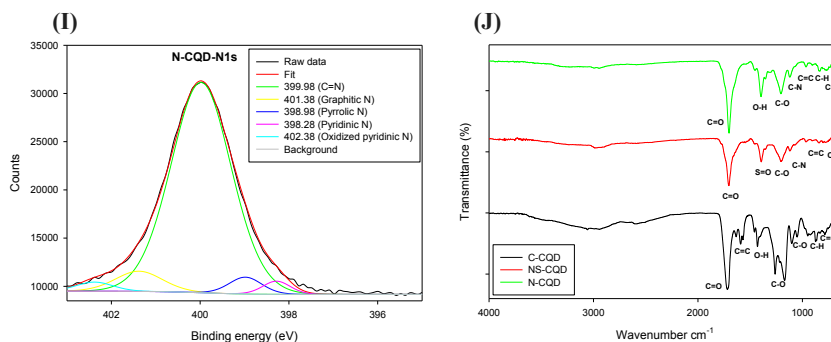 (I)
N-CQD-N1s
Raw data
Fit
399.98 (C=N)
401.38 (Graphitic N)
398.98 (Pyrrolic N)
398.28 (Pyridinic N)
402.38 (Oxidized pyridinic N)
Background
35000
30000
25000
20000
15000
10000
Counts
402
400
398
396
Binding energy (eV)
(J)
C=O
O-H
C-O
C-N
C=C
C-H
C
C=O
S=O
C-O
C-N
C=C
C=O
C=C
O-H
C-O
C-O
C-H
C=
C-CQD
NS-CQD
N-CQD
Transmittance (%)
4000
3000
2000
1000
Wavenumber cm⁻¹